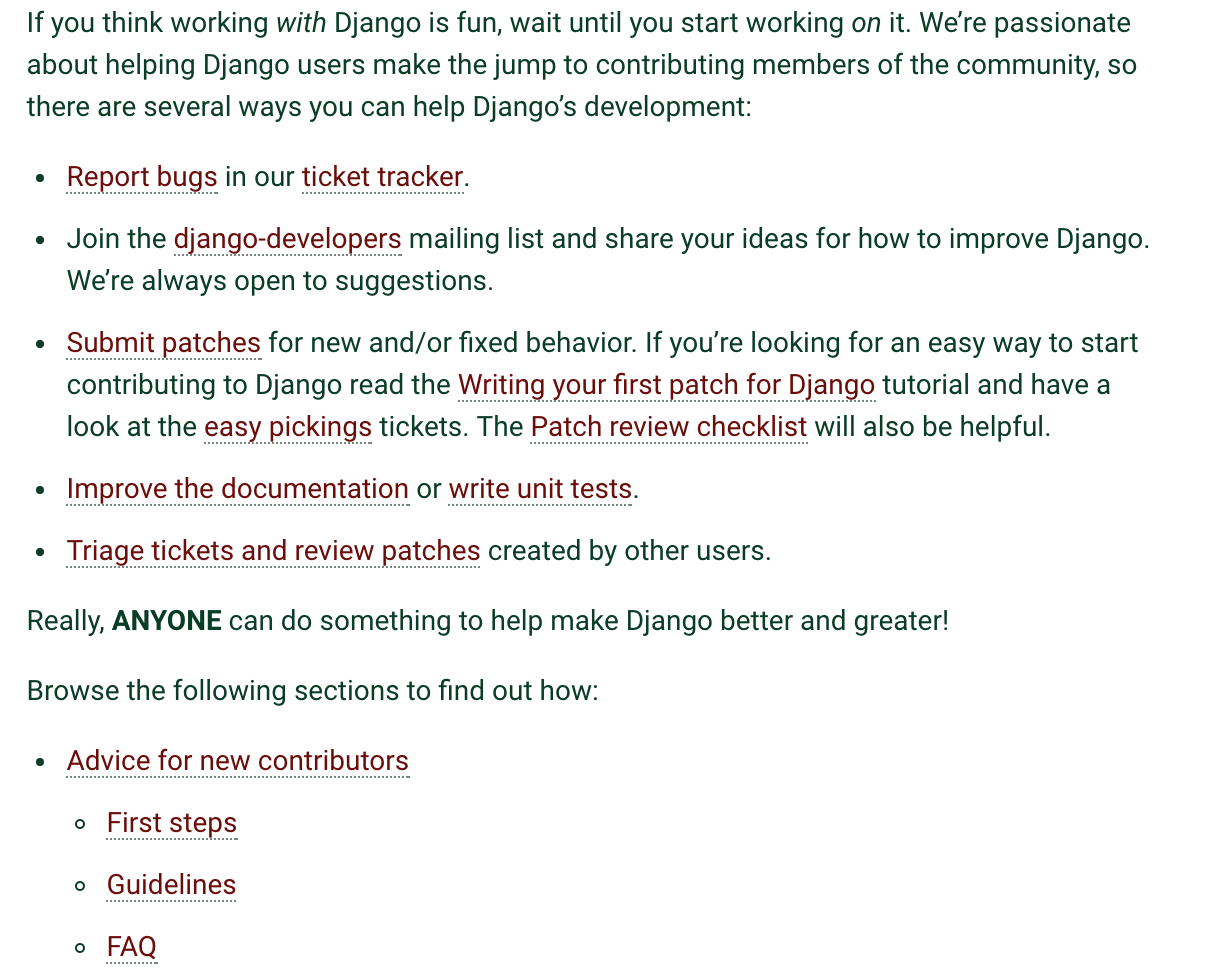 If you think working with Django is fun, wait until you start working on it. We’re passionate
about helping Django users make the jump to contributing members of the community, so
there are several ways you can help Django’s development:
• Report bugs in our ticket tracker.
• Join the django-developers mailing list and share your ideas for how to improve Django.
We’re always open to suggestions.
• Submit patches for new and/or fixed behavior. If you’re looking for an easy way to start
contributing to Django read the Writing your first patch for Django tutorial and have a
look at the easy pickings tickets. The Patch review checklist will also be helpful.
• Improve the documentation or write unit tests.
• Triage tickets and review patches created by other users.
Really, ANYONE can do something to help make Django better and greater!
Browse the following sections to find out how:
• Advice for new contributors
◦ First steps
◦ Guidelines
◦ FAQ